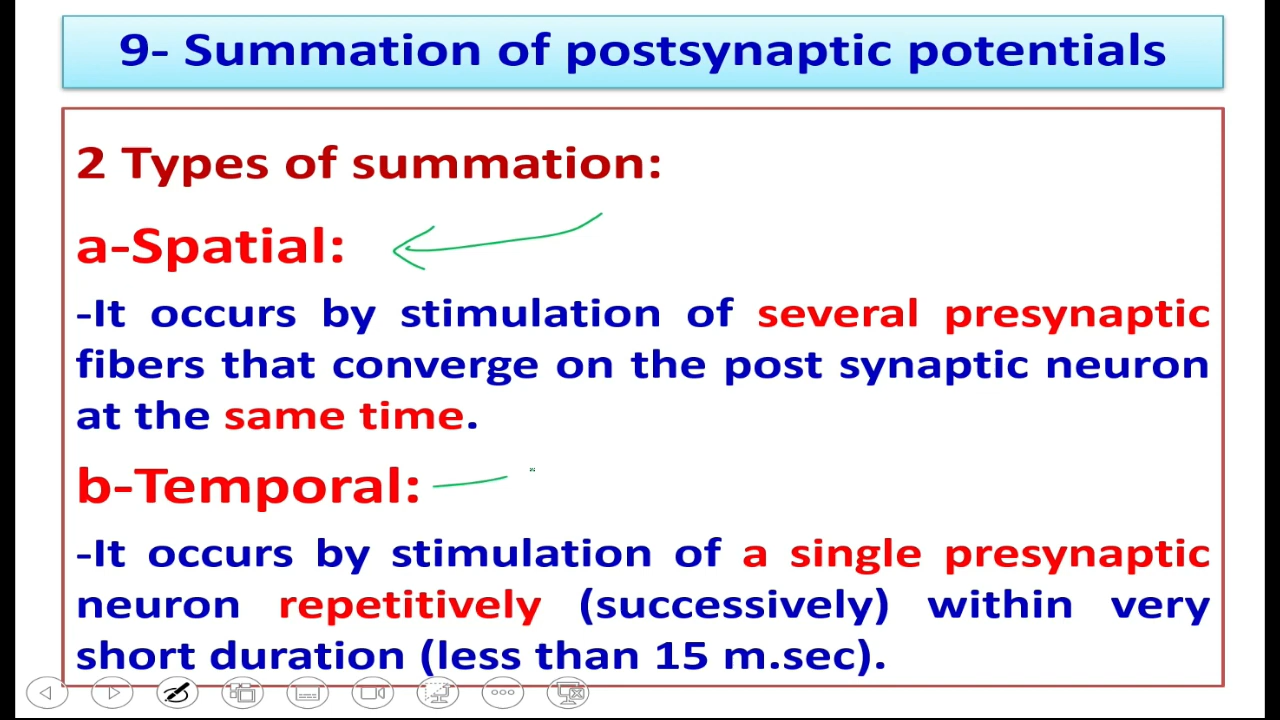 9- Summation of postsynaptic potentials
2 Types of summation:
a-Spatial:
-It occurs by stimulation of several presynaptic
fibers that converge on the post synaptic neuron
at the same time.
b-Temporal:
-It occurs by stimulation of a single presynaptic
neuron repetitively (successively) within very
short duration (less than 15 m.sec).